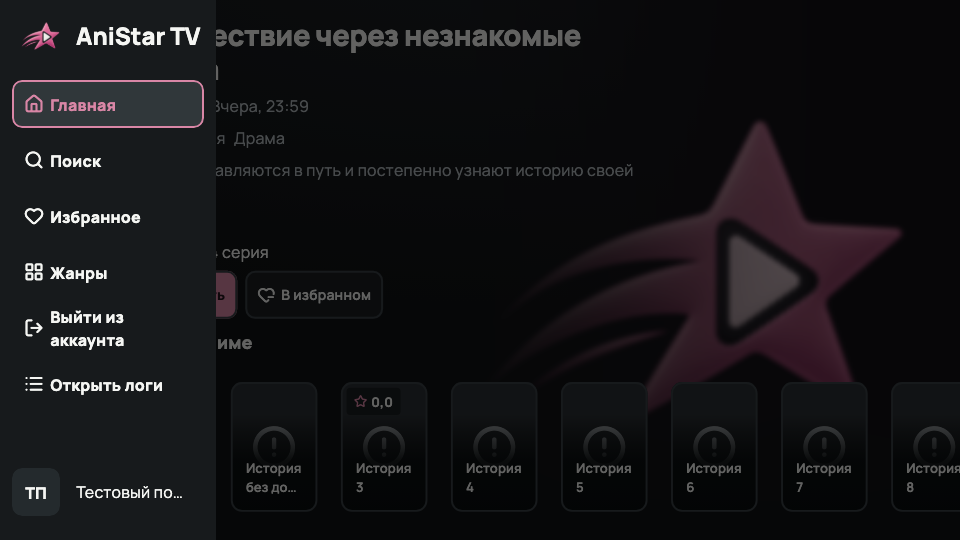 AniStar TV
ествие через незнакомые
Вчера, 23:59
я Драма
авляются в путь и постепенно узнают историю своей
серия
ь
В избранном
име
Главная
Поиск
Избранное
Жанры
Выйти из
аккаунта
Открыть логи
ТП
Тестовый по...
0,0
История
без до...
История
3
История
4
История
5
История
6
История
7
История
8